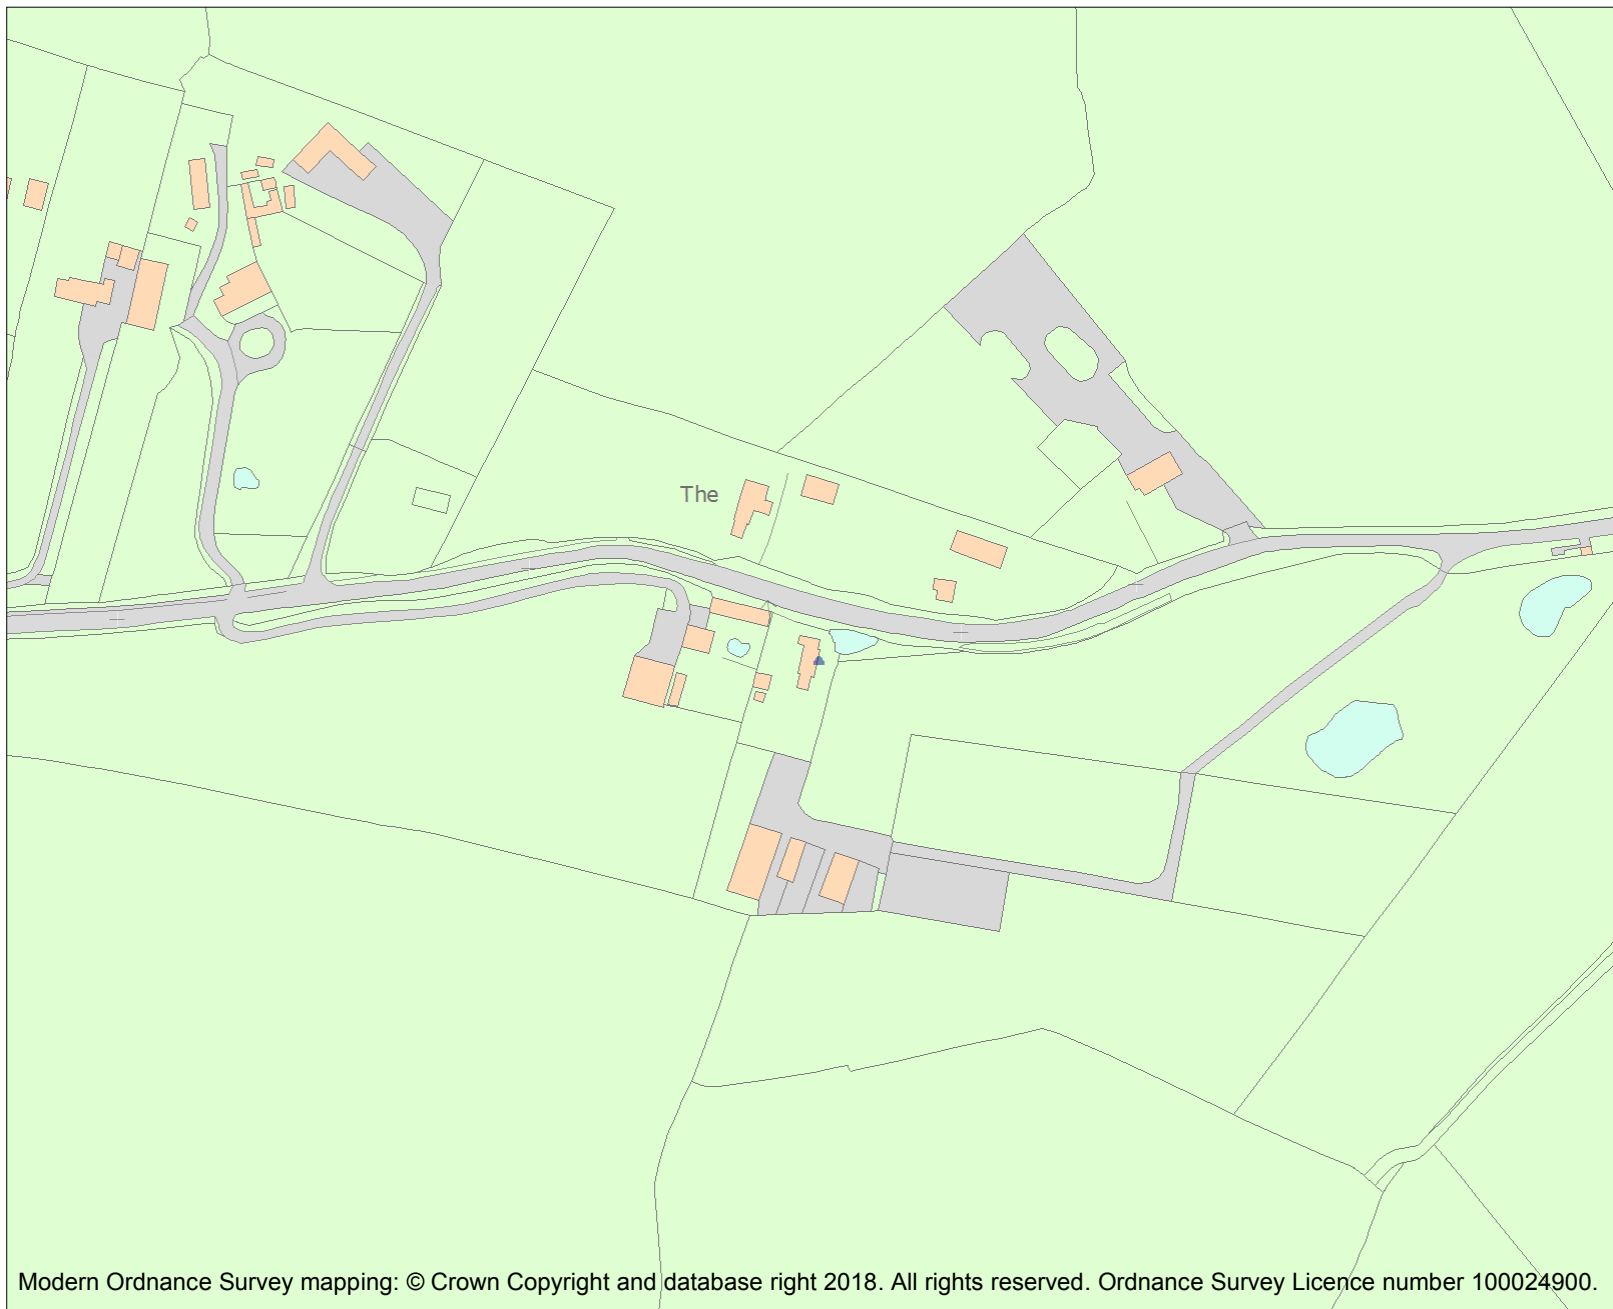 The
Modern Ordnance Survey mapping: © Crown Copyright and database right 2018. All rights reserved. Ordnance Survey Licence number 100024900.